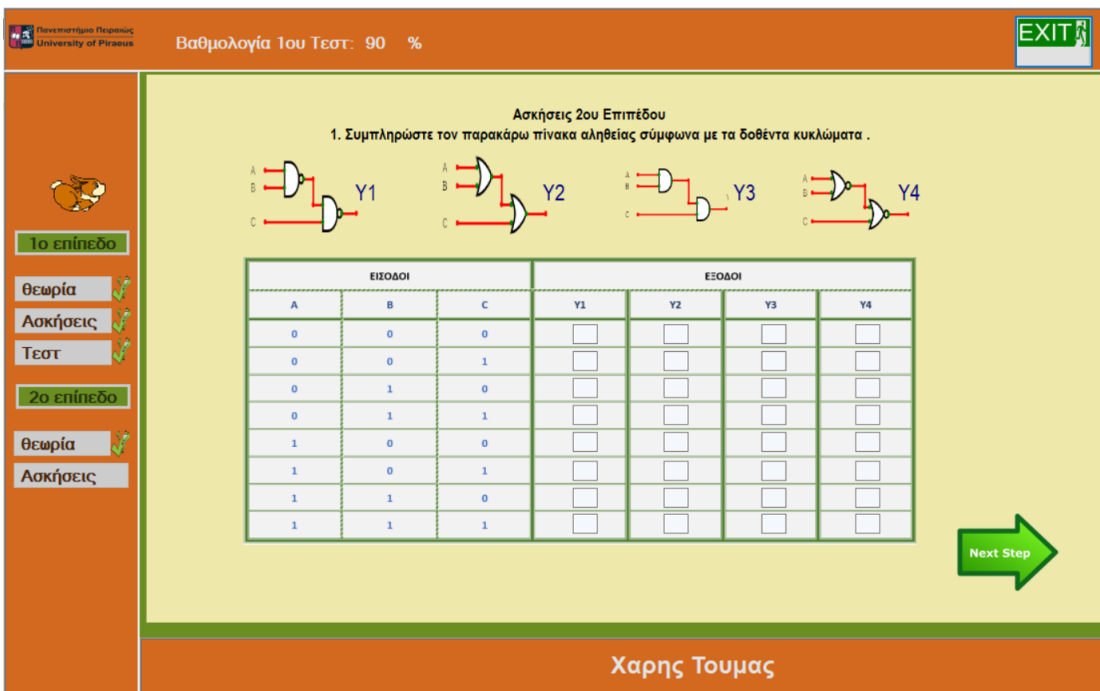 Πανεπιστήμιο Πειραιώς
University of Piraeus
Βαθμολογία 1ου Τεστ: 90 %
EXIT
Ασκήσεις 2ου Επιπέδου
1. Συμπληρώστε τον παρακάρω πίνακα αληθείας σύμφωνα με τα δοθέντα κυκλώματα .
A B C Y1
A B C Y2
A B C Y3
A B C Y4
1ο επίπεδο
θεωρία
Ασκήσεις
Τεστ
2ο επίπεδο
θεωρία
Ασκήσεις
ΕΙΣΟΔΟΙ ΕΞΟΔΟΙ
A B C Y1 Y2 Y3 Y4
0 0 0
0 0 1
0 1 0
0 1 1
1 0 0
1 0 1
1 1 0
1 1 1
Next Step
Χαρης Τουμας